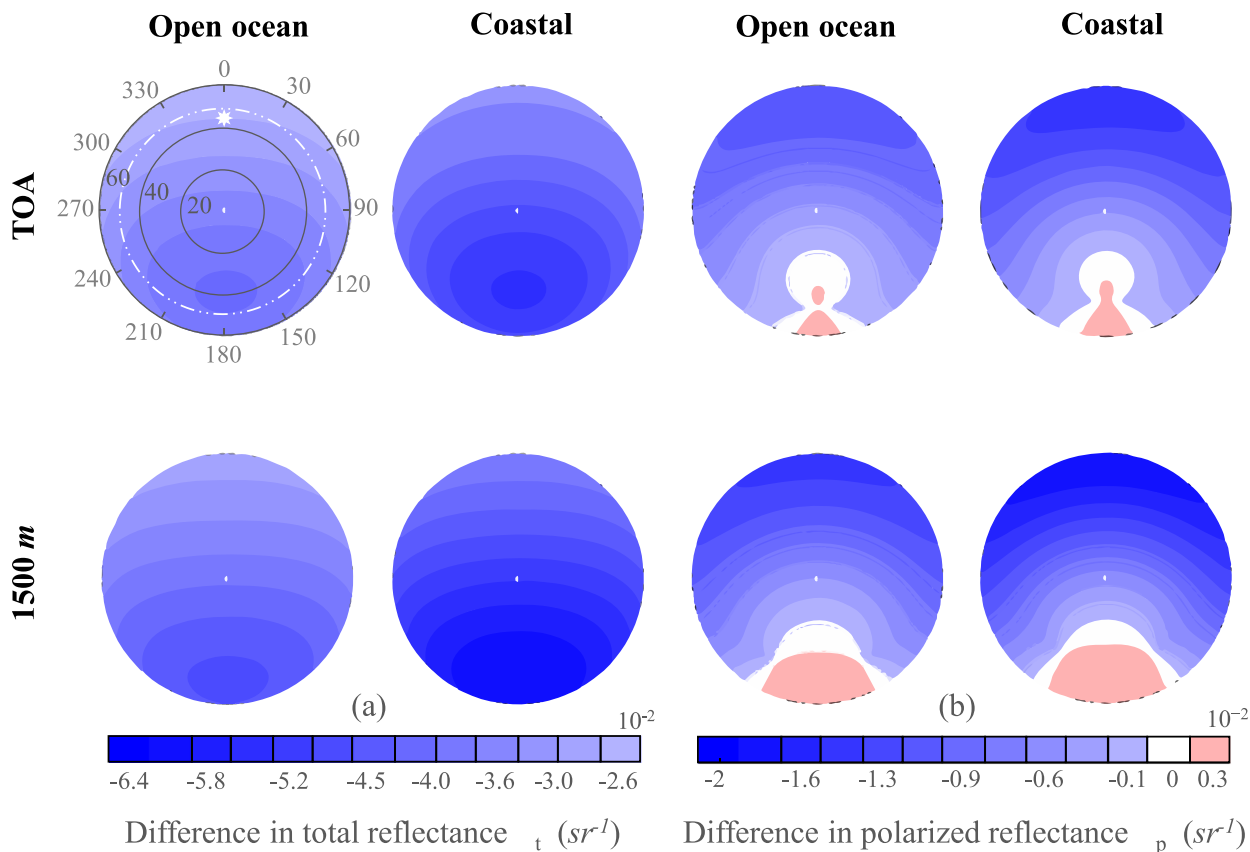 Open ocean Coastal Open ocean Coastal
0
330 30
300 60
60 40 20
270 90
240 120
210 150
180
TOA
1500 m
(a) (b)
10-2 10-2
-6.4 -5.8 -5.2 -4.5 -4.0 -3.6 -3.0 -2.6
-2 -1.6 -1.3 -0.9 -0.6 -0.1 0 0.3
Difference in total reflectance t (sr-1)
Difference in polarized reflectance p (sr-1)